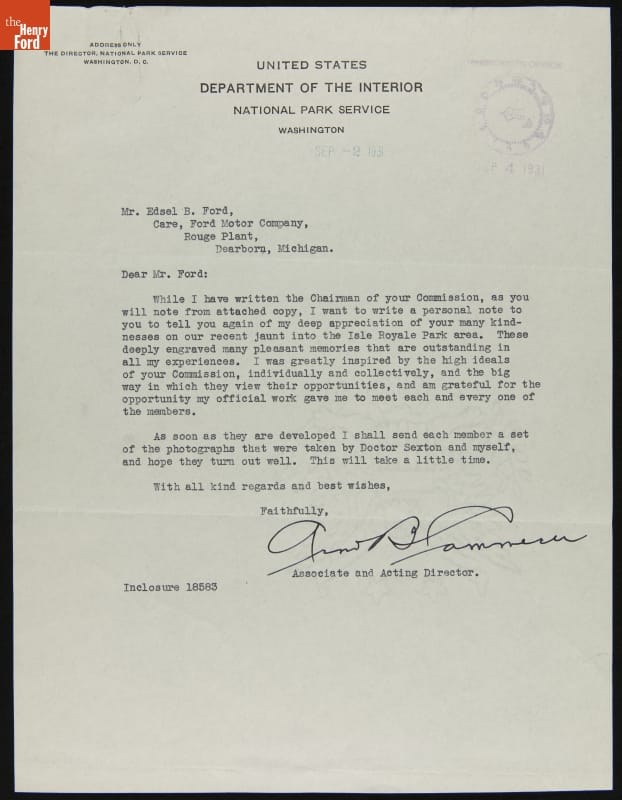 the
Henry
Ford
ADDRESS ONLY
THE DIRECTOR, NATIONAL PARK SERVICE
WASHINGTON, D. C.
UNITED STATES
DEPARTMENT OF THE INTERIOR
NATIONAL PARK SERVICE
WASHINGTON
SEP -2 1931
P 4 1931
Mr. Edsel B. Ford,
Care, Ford Motor Company,
Rouge Plant,
Dearborn, Michigan.
Dear Mr. Ford:
While I have written the Chairman of your Commission, as you
will note from attached copy, I want to write a personal note to
you to tell you again of my deep appreciation of your many kind-
nesses on our recent jaunt into the Isle Royale Park area. These
deeply engraved many pleasant memories that are outstanding in
all my experiences. I was greatly inspired by the high ideals
of your Commission, individually and collectively, and the big
way in which they view their opportunities, and am grateful for the
opportunity my official work gave me to meet each and every one of
the members.
As soon as they are developed I shall send each member a set
of the photographs that were taken by Doctor Sexton and myself,
and hope they turn out well. This will take a little time.
With all kind regards and best wishes,
Faithfully,
Arno B Cammerer
Associate and Acting Director.
Inclosure 18583